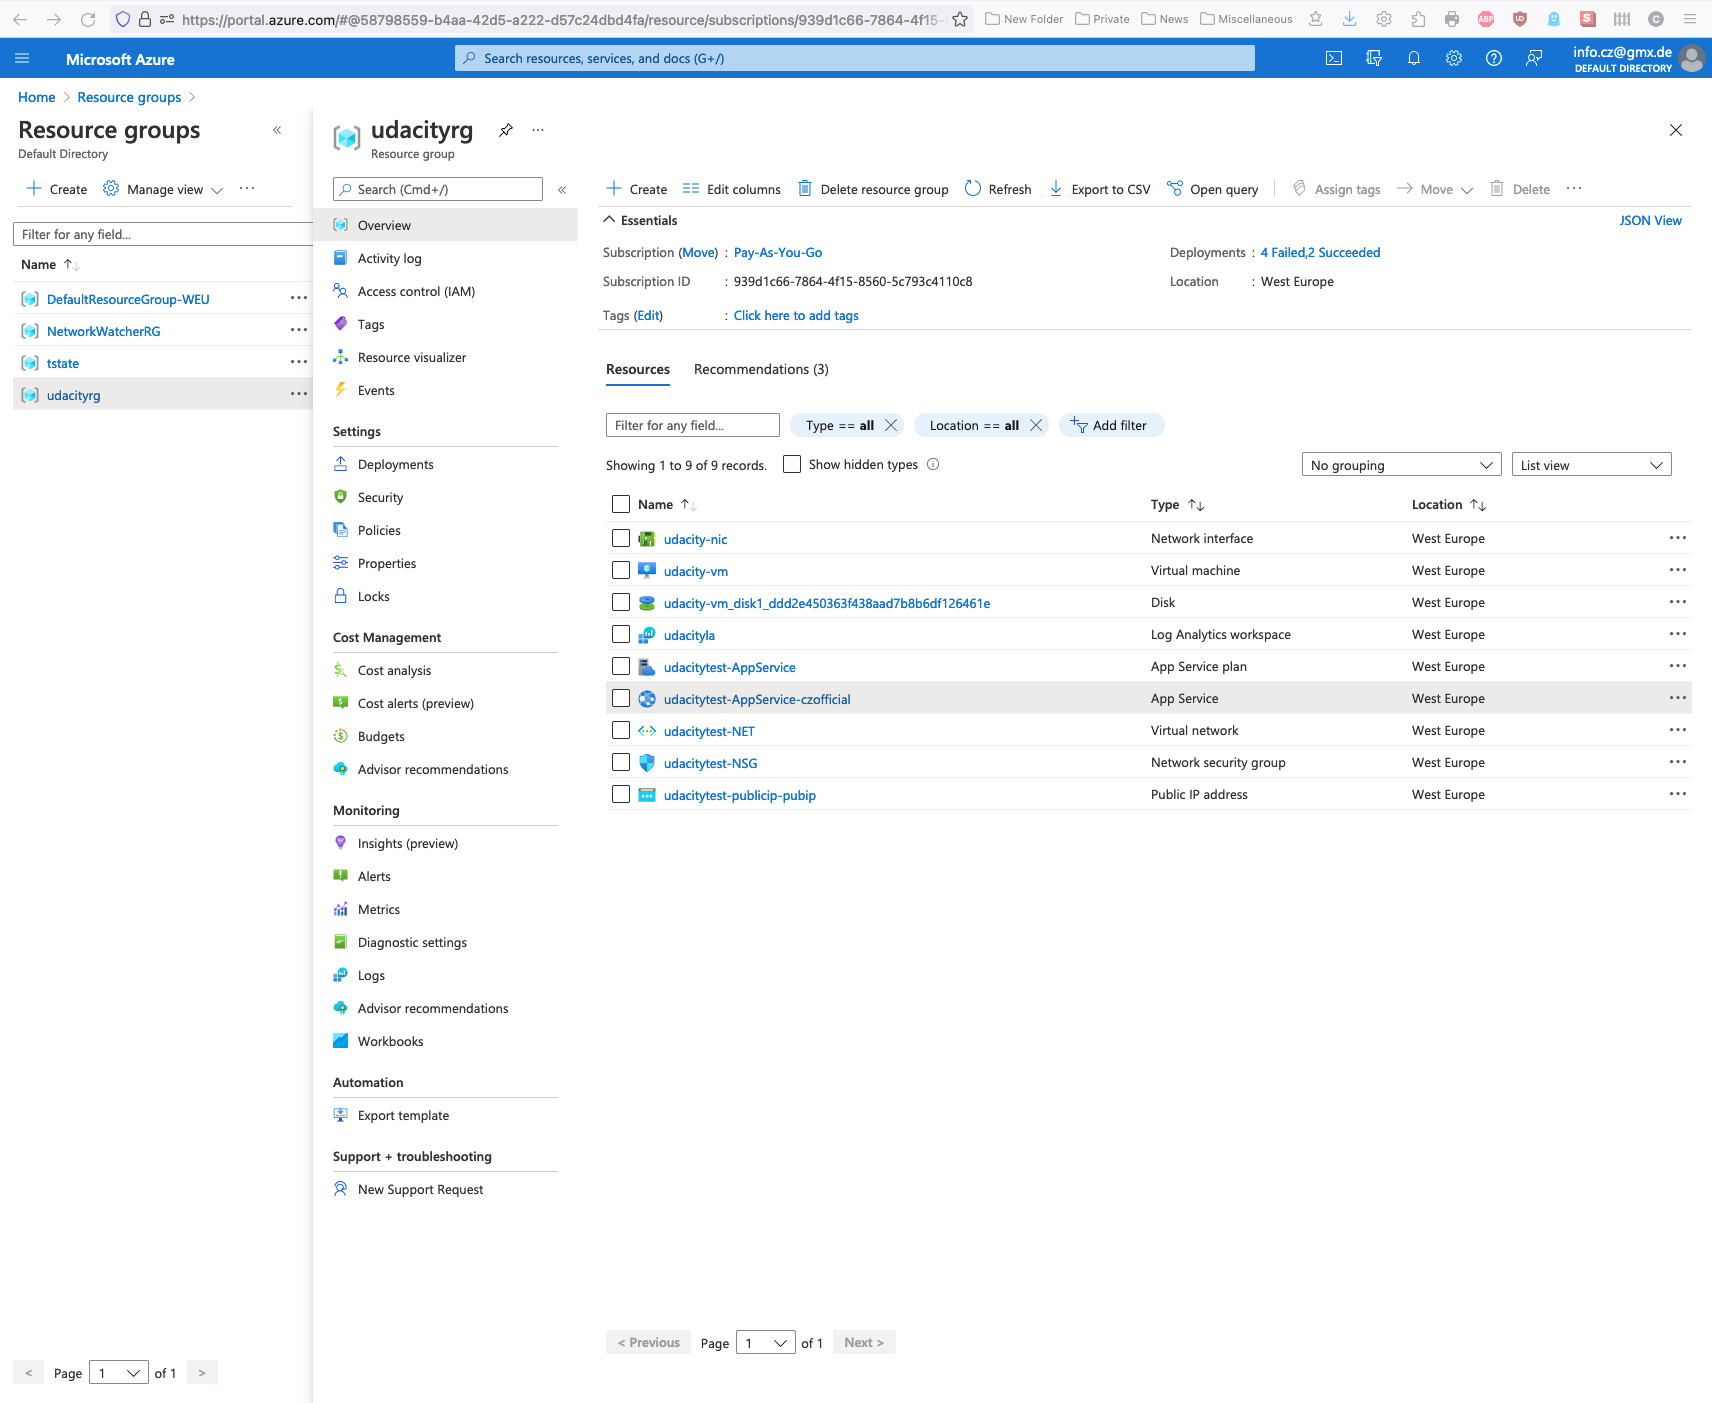 https://portal.azure.com/#@58798559-b4aa-42d5-a222-d57c24dbd4fa/resource/subscriptions/939d1c66-7864-4f15-
New Folder
Private
News
Miscellaneous
Microsoft Azure
Search resources, services, and docs (G+/)
info.cz@gmx.de
DEFAULT DIRECTORY
Home > Resource groups >
Resource groups
Default Directory
Create
Manage view
Filter for any field...
Name
DefaultResourceGroup-WEU
NetworkWatcherRG
tstate
udacityrg
< Page 1 of 1 >
udacityrg
Resource group
Search (Cmd+/)
Overview
Activity log
Access control (IAM)
Tags
Resource visualizer
Events
Settings
Deployments
Security
Policies
Properties
Locks
Cost Management
Cost analysis
Cost alerts (preview)
Budgets
Advisor recommendations
Monitoring
Insights (preview)
Alerts
Metrics
Diagnostic settings
Logs
Advisor recommendations
Workbooks
Automation
Export template
Support + troubleshooting
New Support Request
Create
Edit columns
Delete resource group
Refresh
Export to CSV
Open query
Assign tags
Move
Delete
Essentials
JSON View
Subscription (Move) : Pay-As-You-Go
Deployments : 4 Failed,2 Succeeded
Subscription ID : 939d1c66-7864-4f15-8560-5c793c4110c8
Location : West Europe
Tags (Edit) : Click here to add tags
Resources
Recommendations (3)
Filter for any field...
Type == all
Location == all
Add filter
Showing 1 to 9 of 9 records.
Show hidden types
No grouping
List view
Name Type Location
udacity-nic Network interface West Europe
udacity-vm Virtual machine West Europe
udacity-vm_disk1_ddd2e450363f438aad7b8b6df126461e Disk West Europe
udacityla Log Analytics workspace West Europe
udacitytest-AppService App Service plan West Europe
udacitytest-AppService-czofficial App Service West Europe
udacitytest-NET Virtual network West Europe
udacitytest-NSG Network security group West Europe
udacitytest-publicip-pubip Public IP address West Europe
< Previous Page 1 of 1 Next >